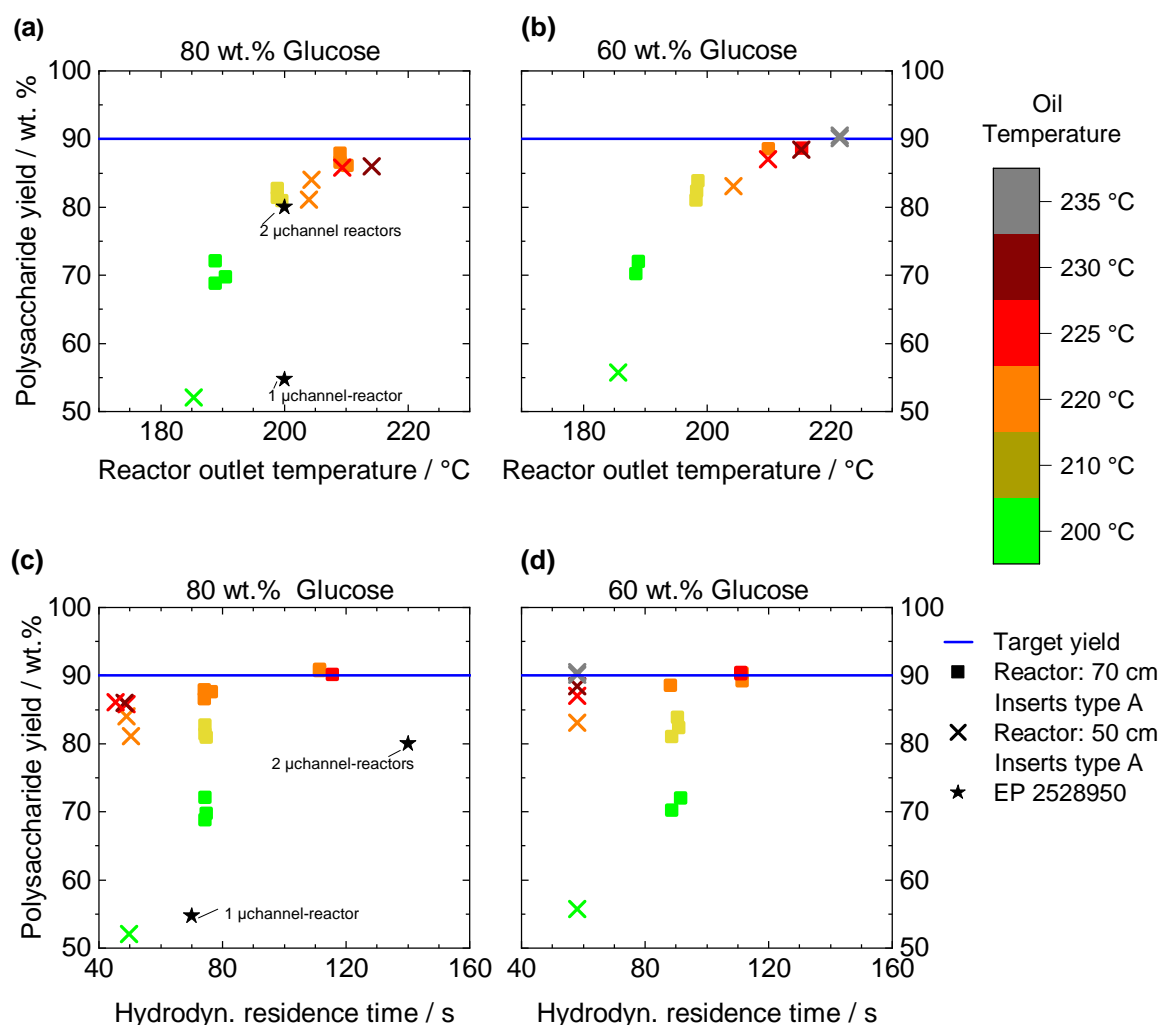 (a)
80 wt.% Glucose
(b)
60 wt.% Glucose
Polysaccharide yield / wt. %
100
90
80
70
60
50
2 µchannel reactors
1 µchannel-reactor
180
200
220
Reactor outlet temperature / °C
100
90
80
70
60
50
180
200
220
Reactor outlet temperature / °C
Oil
Temperature
235 °C
230 °C
225 °C
220 °C
210 °C
200 °C
(c)
80 wt.% Glucose
(d)
60 wt.% Glucose
Polysaccharide yield / wt.%
100
90
80
70
60
50
2 µchannel-reactors
1 µchannel-reactor
40
80
120
160
Hydrodyn. residence time / s
100
90
80
70
60
50
40
80
120
160
Hydrodyn. residence time / s
Target yield
Reactor: 70 cm
Inserts type A
Reactor: 50 cm
Inserts type A
EP 2528950